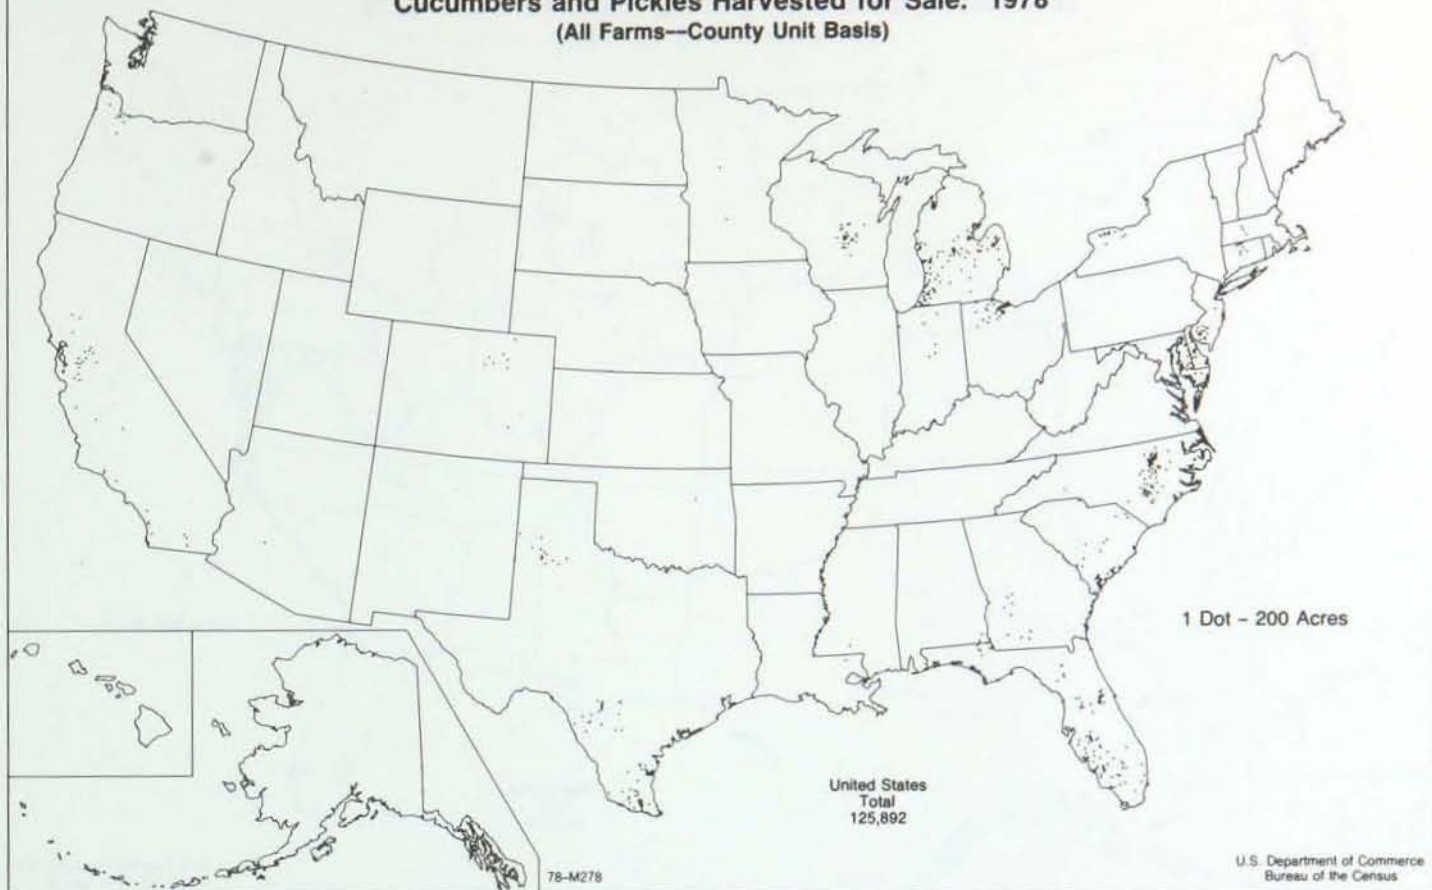 Cucumbers and Pickles Harvested for Sale: 1978
(All Farms--County Unit Basis)
1 Dot - 200 Acres
United States
Total
125,892
78-M278
U.S. Department of Commerce
Bureau of the Census